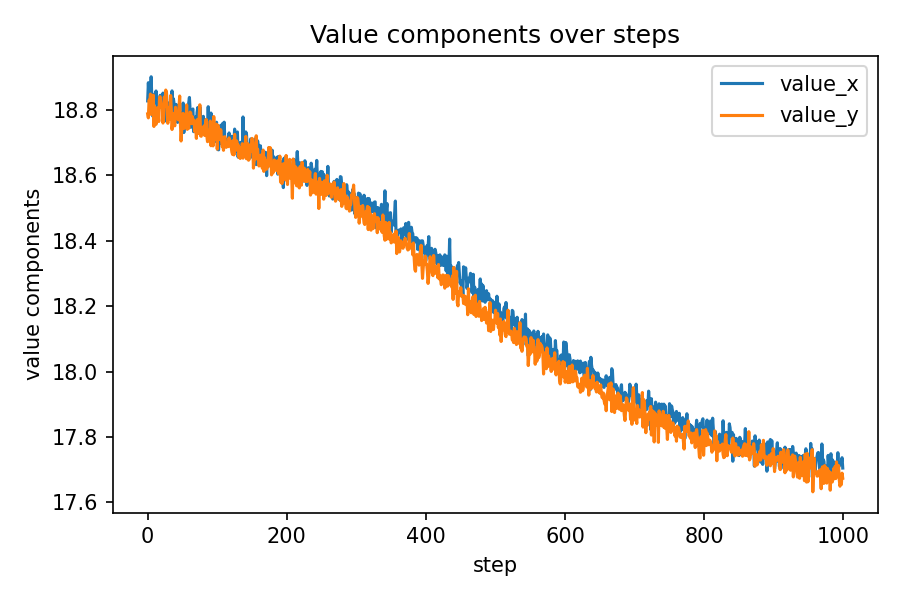 Value components over steps
value_x
value_y
value components
18.8
18.6
18.4
18.2
18.0
17.8
17.6
0 200 400 600 800 1000
step